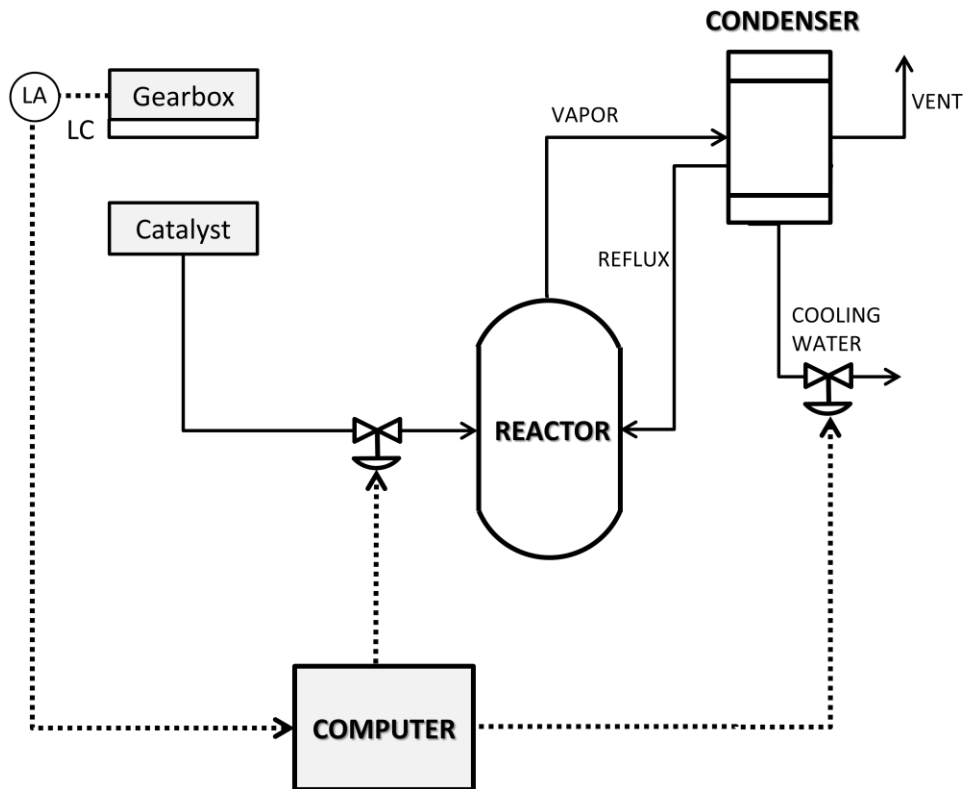 CONDENSER
LA
Gearbox
LC
VAPOR
VENT
Catalyst
REFLUX
COOLING
WATER
REACTOR
COMPUTER